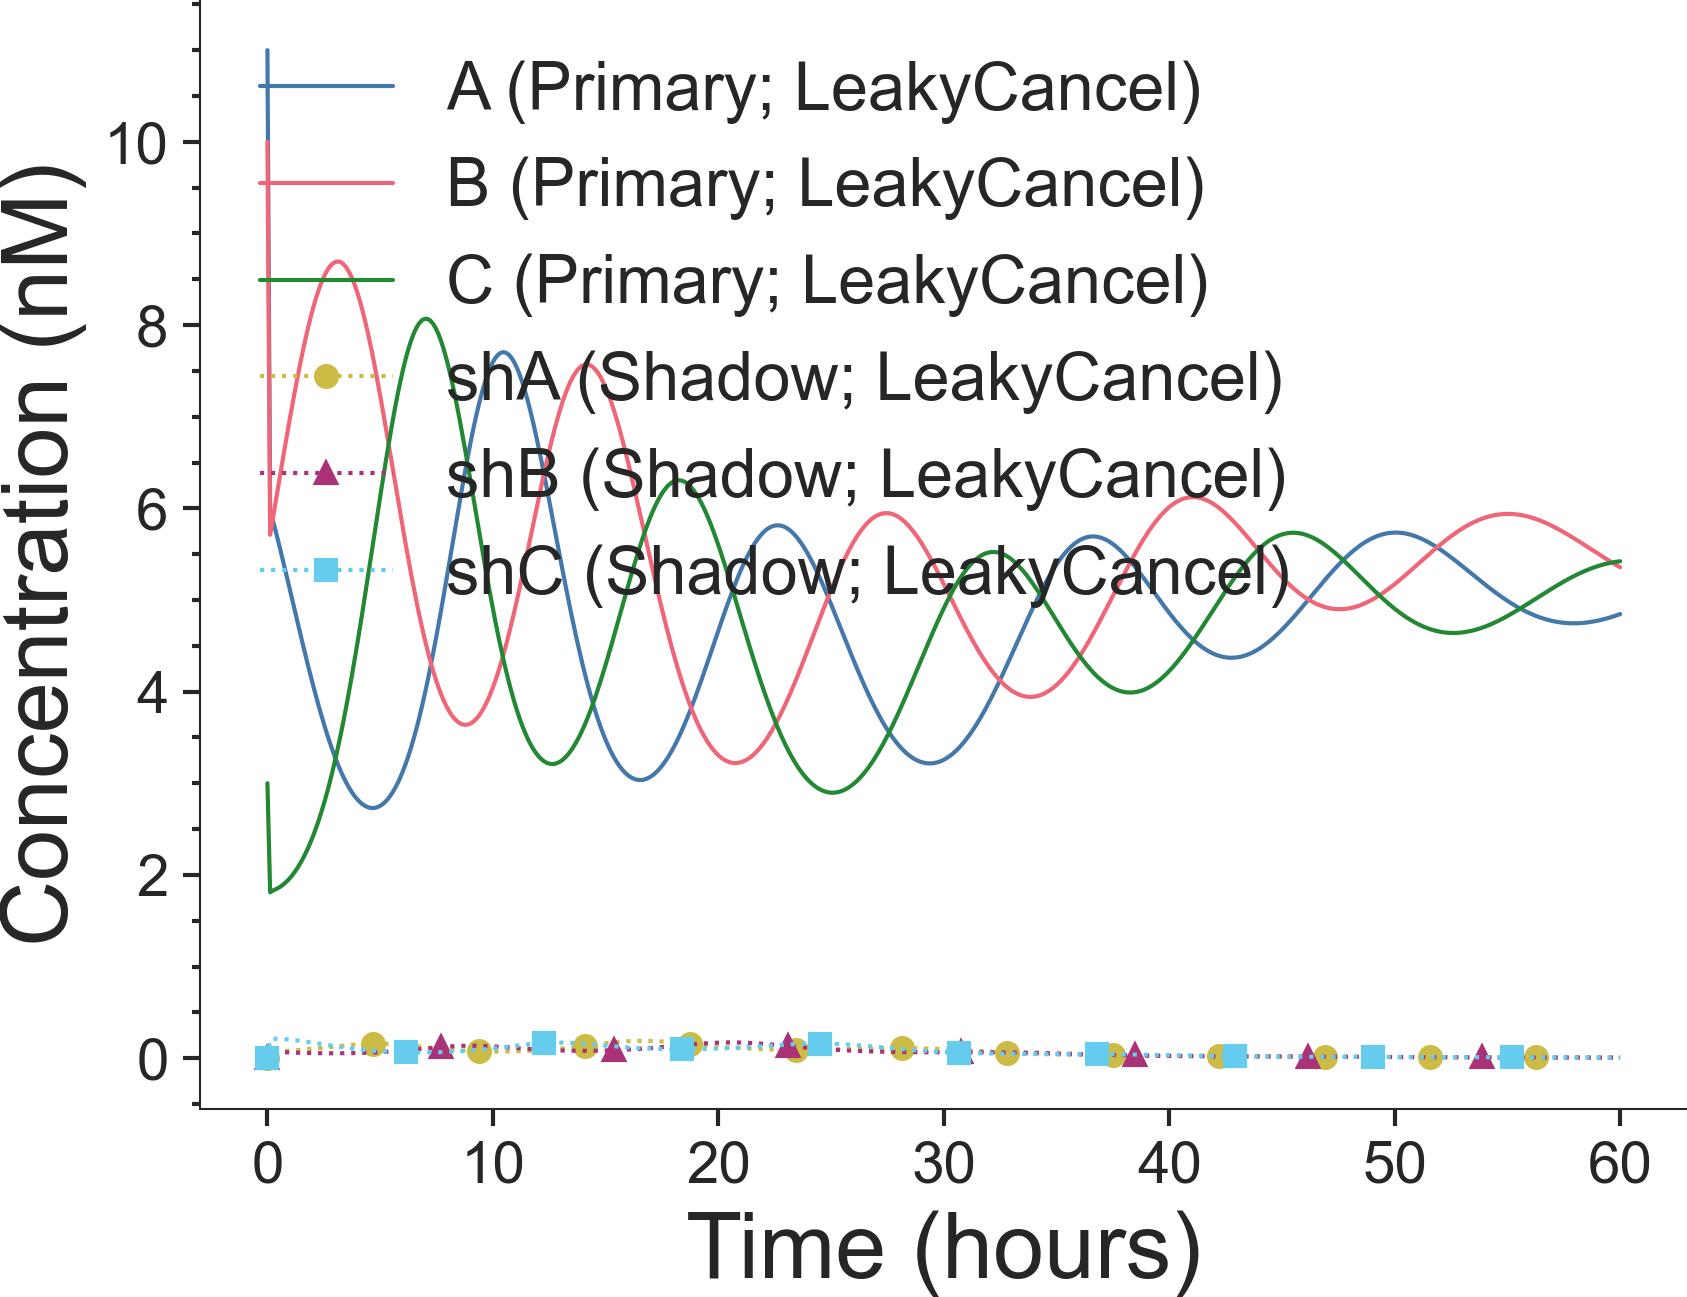 Concentration (nM)
10
8
6
4
2
0
A (Primary; LeakyCancel)
B (Primary; LeakyCancel)
C (Primary; LeakyCancel)
shA (Shadow; LeakyCancel)
shB (Shadow; LeakyCancel)
shC (Shadow; LeakyCancel)
0 10 20 30 40 50 60
Time (hours)